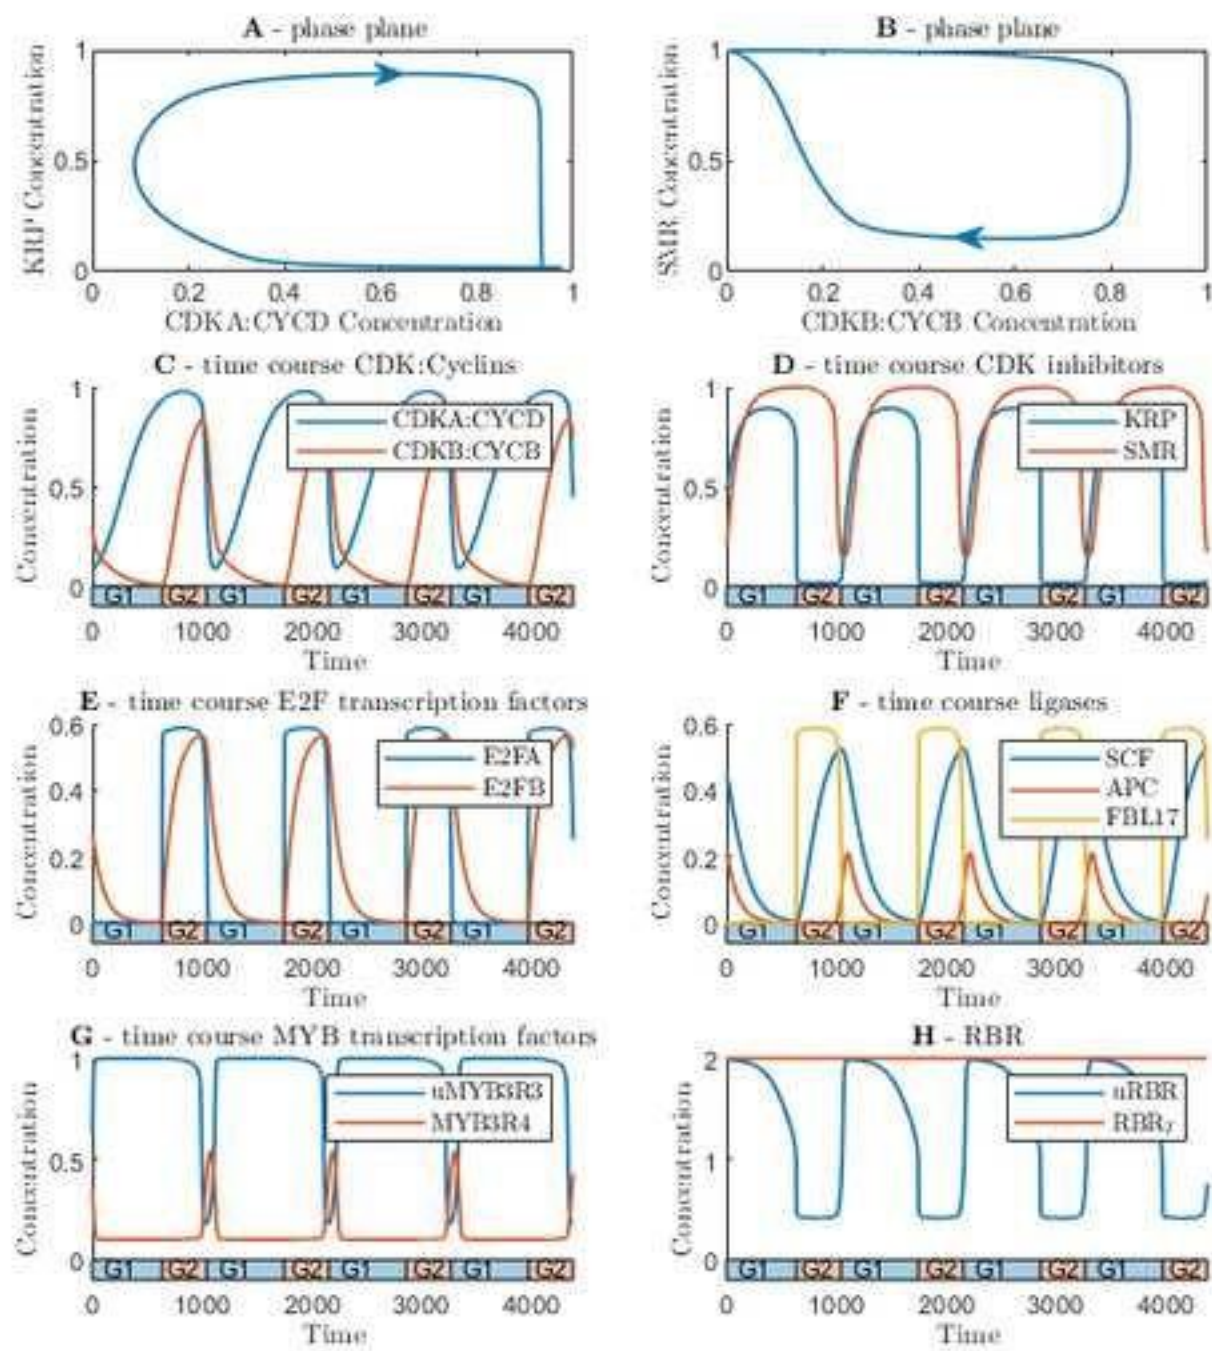 A - phase plane
KRP Concentration
1
0.5
0
0 0.2 0.4 0.6 0.8 1
CDKA:CYCD Concentration
B - phase plane
SMR Concentration
1
0.5
0
0 0.2 0.4 0.6 0.8 1
CDKB:CYCB Concentration
C - time course CDK:Cyclins
Concentration
1
0.5
0
CDKA:CYCD
CDKB:CYCB
G1 G2 G1 G2 G1 G2 G1 G2
0 1000 2000 3000 4000
Time
D - time course CDK inhibitors
Concentration
1
0.5
0
KRP
SMR
G1 G2 G1 G2 G1 G2 G1 G2
0 1000 2000 3000 4000
Time
E - time course E2F transcription factors
Concentration
0.6
0.4
0.2
0
E2FA
E2FB
G1 G2 G1 G2 G1 G2 G1 G2
0 1000 2000 3000 4000
Time
F - time course ligases
Concentration
0.6
0.4
0.2
0
SCF
APC
FBL17
G1 G2 G1 G2 G1 G2 G1 G2
0 1000 2000 3000 4000
Time
G - time course MYB transcription factors
Concentration
1
0.5
0
uMYB3R3
MYB3R4
G1 G2 G1 G2 G1 G2 G1 G2
0 1000 2000 3000 4000
Time
H - RBR
Concentration
2
1
0
uRBR
RBR_T
G1 G2 G1 G2 G1 G2 G1 G2
0 1000 2000 3000 4000
Time